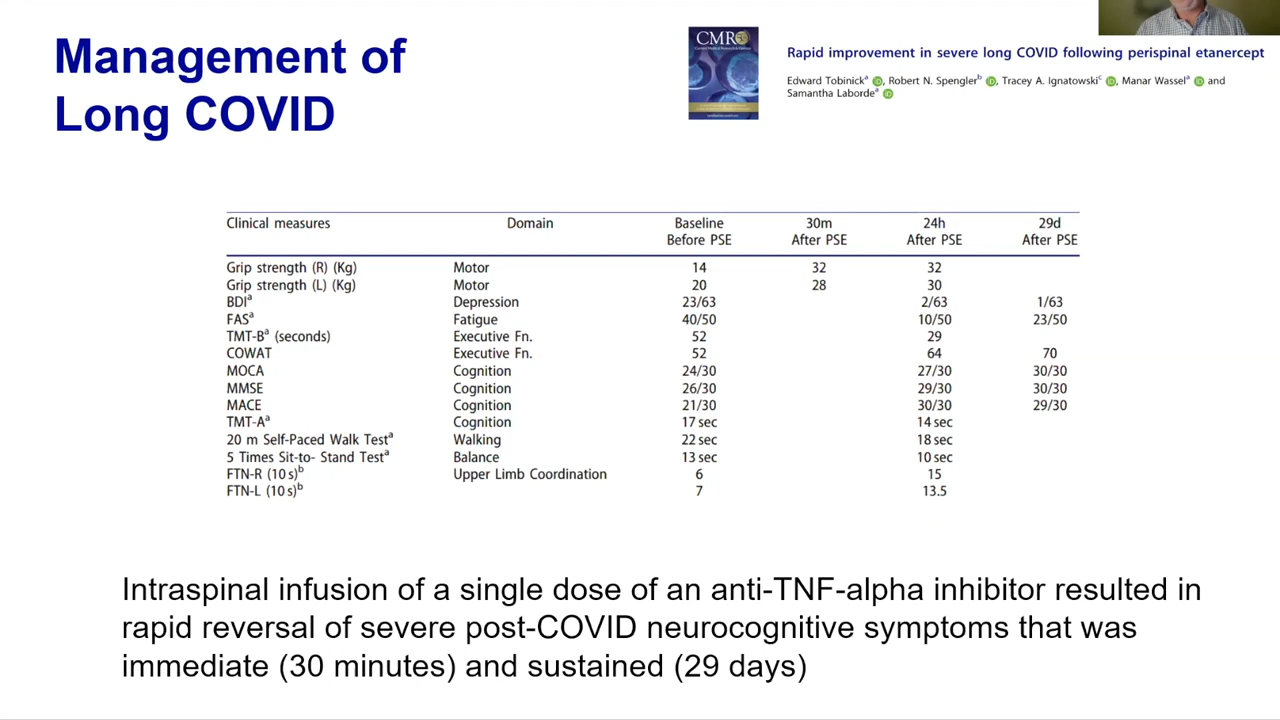 Management of
Long COVID
CMRO
Rapid improvement in severe long COVID following perispinal etanercept
Edward Tobinickᵃ, Robert N. Spenglerᵇ, Tracey A. Ignatowskiᶜ, Manar Wasselᵃ and
Samantha Labordeᵃ
Clinical measures Domain Baseline 30m 24h 29d
Before PSE After PSE After PSE After PSE
Grip strength (R) (Kg) Motor 14 32 32
Grip strength (L) (Kg) Motor 20 28 30
BDIᵃ Depression 23/63 2/63 1/63
FASᵃ Fatigue 40/50 10/50 23/50
TMT-Bᵃ (seconds) Executive Fn. 52 29
COWAT Executive Fn. 52 64 70
MOCA Cognition 24/30 27/30 30/30
MMSE Cognition 26/30 29/30 30/30
MACE Cognition 21/30 30/30 29/30
TMT-Aᵃ Cognition 17 sec 14 sec
20 m Self-Paced Walk Testᵃ Walking 22 sec 18 sec
5 Times Sit-to- Stand Testᵃ Balance 13 sec 10 sec
FTN-R (10 s)ᵇ Upper Limb Coordination 6 15
FTN-L (10 s)ᵇ 7 13.5
Intraspinal infusion of a single dose of an anti-TNF-alpha inhibitor resulted in
rapid reversal of severe post-COVID neurocognitive symptoms that was
immediate (30 minutes) and sustained (29 days)